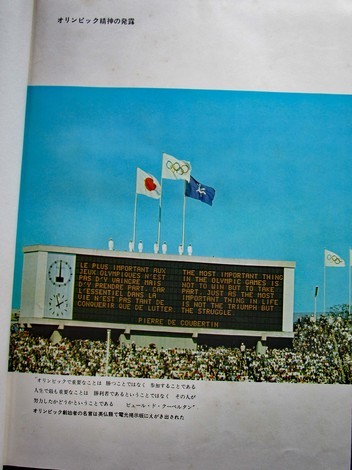 オリンピック精神の発露
LE PLUS IMPORTANT AUX
JEUX OLYMPIQUES N'EST
PAS D'Y VAINCRE MAIS
D'Y PRENDRE PART, CAR
L'ESSENTIEL DANS LA
VIE N'EST PAS TANT DE
CONQUERIR QUE DE LUTTER.
THE MOST IMPORTANT THING
IN THE OLYMPIC GAMES IS
NOT TO WIN BUT TO TAKE
PART, JUST AS THE MOST
IMPORTANT THING IN LIFE
IS NOT THE TRIUMPH BUT
THE STRUGGLE
PIERRE DE COUBERTIN
"オリンピックで重要なことは 勝つことではなく 参加することである
人生で最も重要なことは 勝利者であるということではなく その人が
努力したかどうかということである ピエール・ド・クーベルタン"
オリンピック創始者の名言は美しく電光掲示板にえがき出された